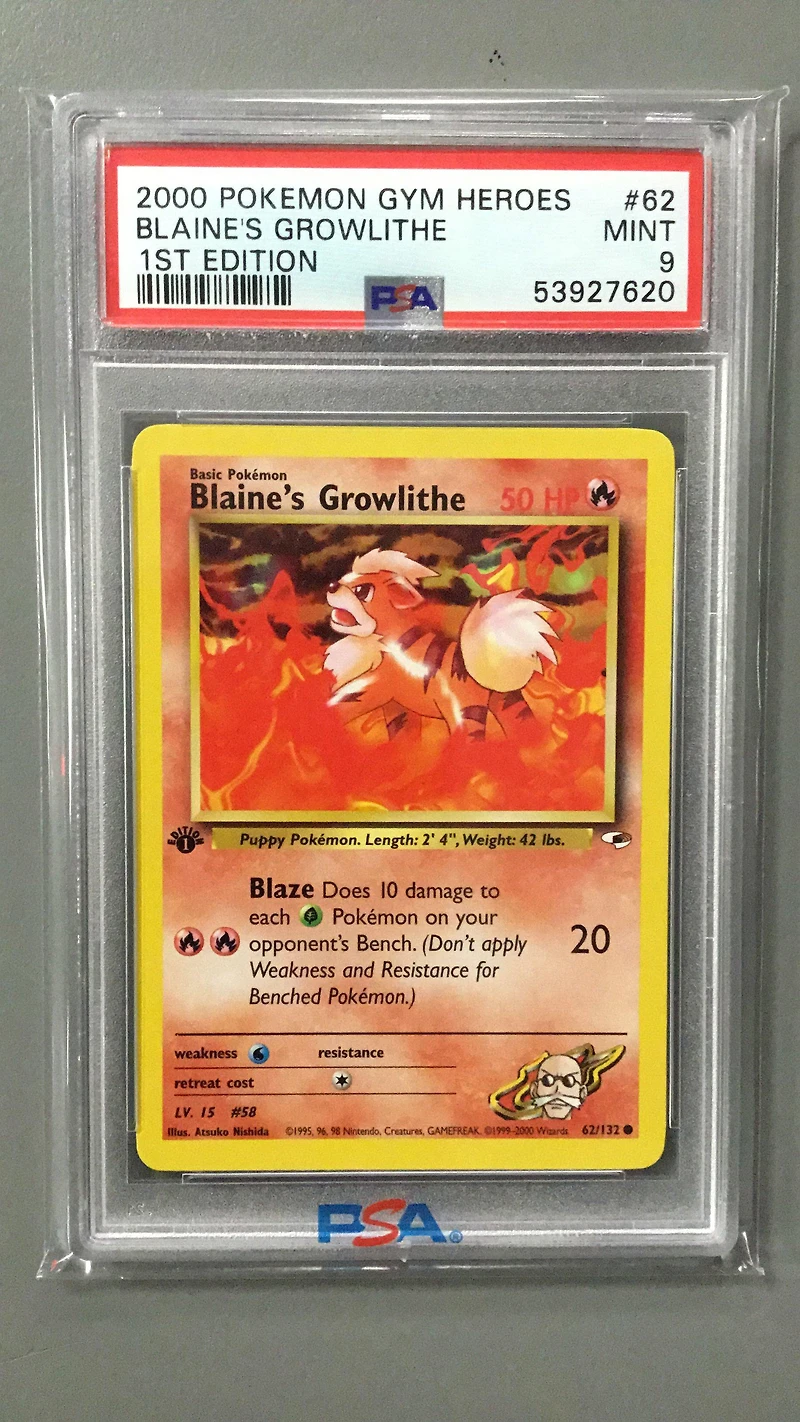 2000 POKEMON GYM HEROES #62
BLAINE'S GROWLITHE MINT
1ST EDITION 9
PSA 53927620
Basic Pokémon
Blaine's Growlithe 50 HP
EDITION 1
Puppy Pokémon. Length: 2' 4", Weight: 42 lbs.
Blaze Does 10 damage to
each Pokémon on your
opponent's Bench. (Don't apply 20
Weakness and Resistance for
Benched Pokémon.)
weakness resistance
retreat cost
LV. 15 #58
Illus. Atsuko Nishida ©1995, 96, 98 Nintendo, Creatures, GAMEFREAK. ©1999-2000 Wizards. 62/132
PSA®